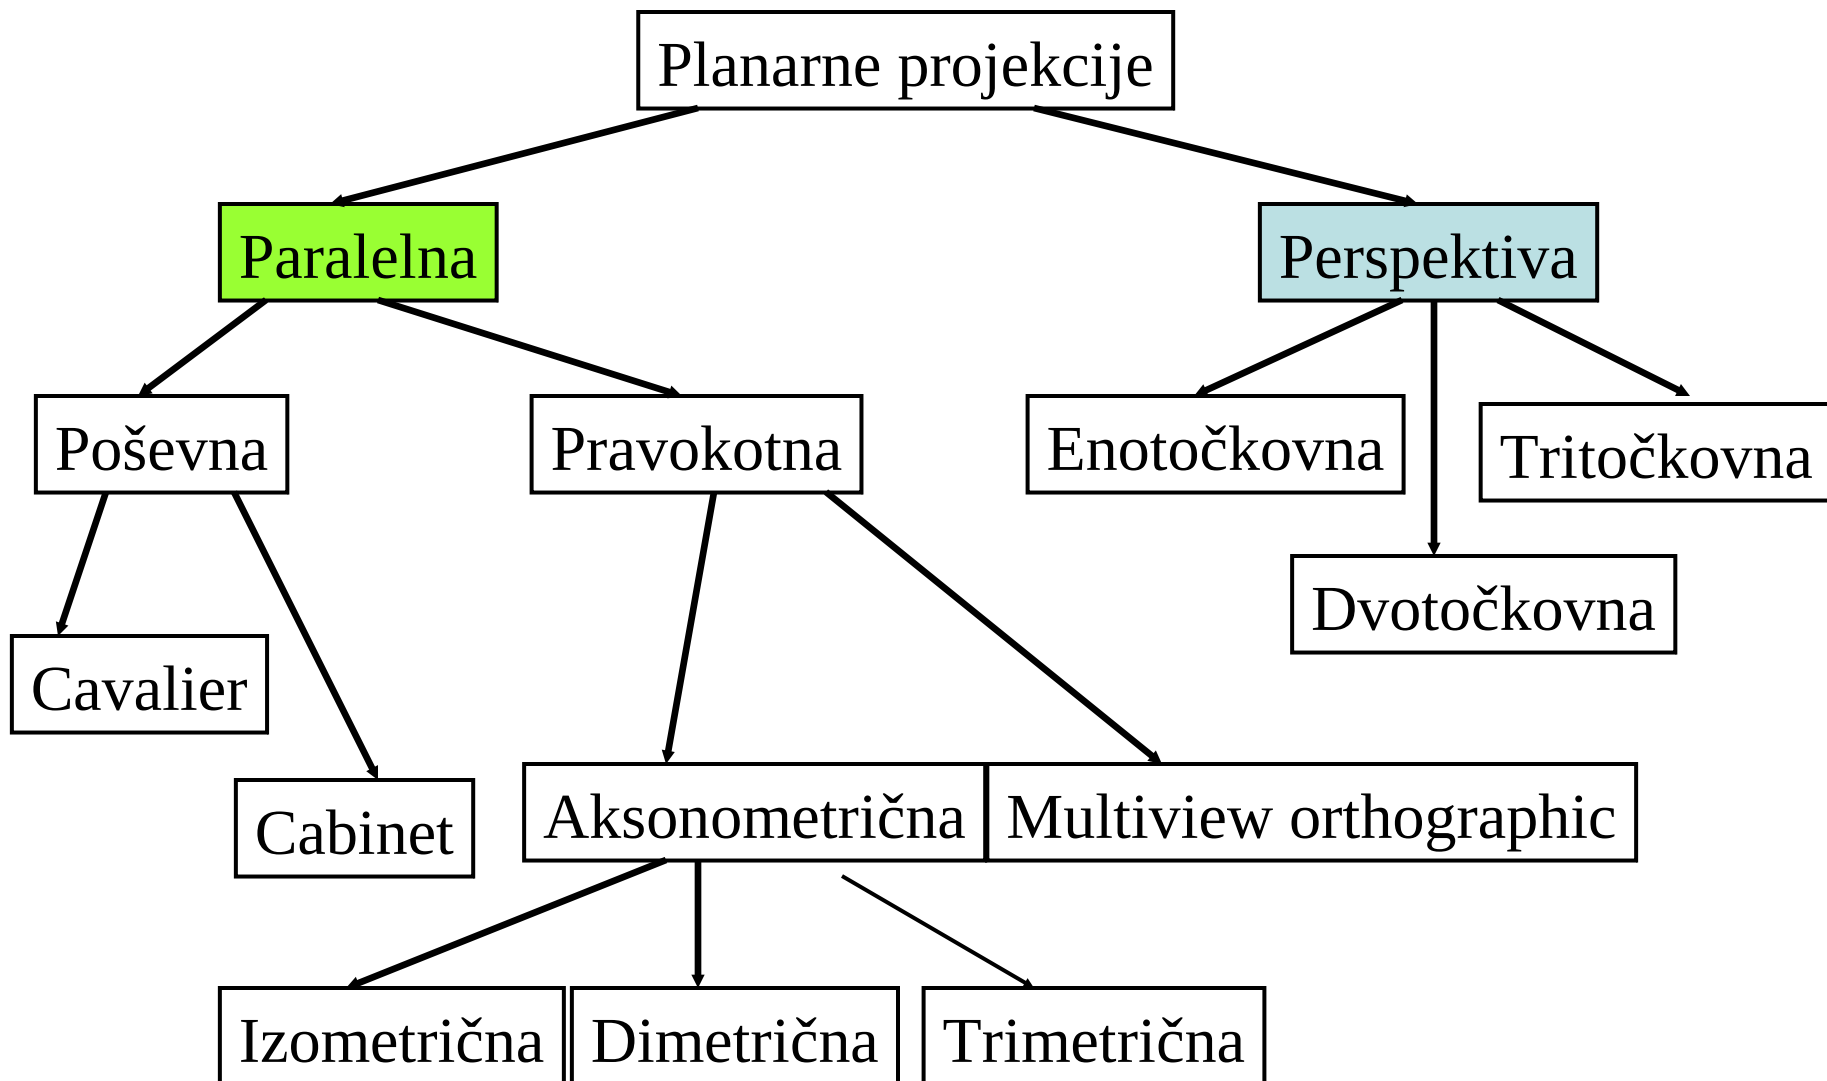 Planarne projekcije
Paralelna
Perspektiva
Poševna
Pravokotna
Enotočkovna
Tritočkovna
Dvotočkovna
Cavalier
Cabinet
Aksonometrična
Multiview orthographic
Izometrična
Dimetrična
Trimetrična